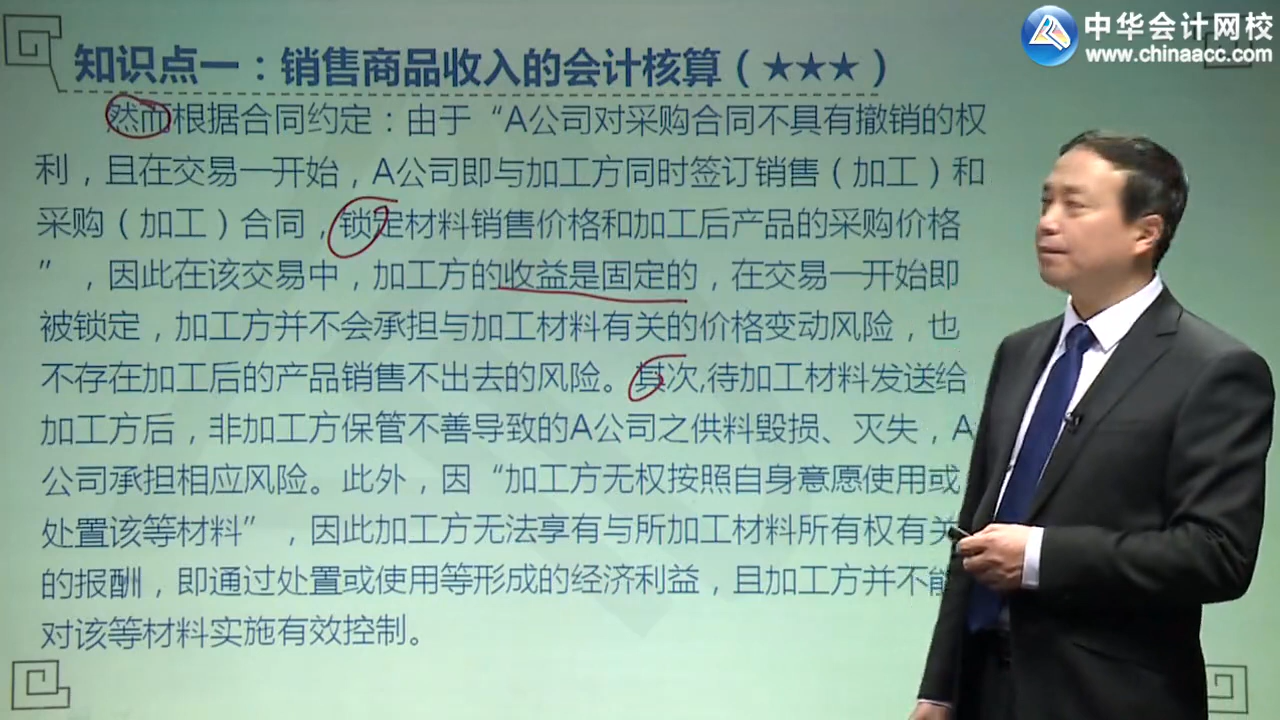 中华会计网校
www.chinaacc.com
知识点一：销售商品收入的会计核算（★★★）
然而根据合同约定：由于“A公司对采购合同不具有撤销的权
利，且在交易一开始，A公司即与加工方同时签订销售（加工）和
采购（加工）合同，锁定材料销售价格和加工后产品的采购价格
”，因此在该交易中，加工方的收益是固定的，在交易一开始即
被锁定，加工方并不会承担与加工材料有关的价格变动风险，也
不存在加工后的产品销售不出去的风险。其次,待加工材料发送给
加工方后，非加工方保管不善导致的A公司之供料毁损、灭失，A
公司承担相应风险。此外，因“加工方无权按照自身意愿使用或
处置该等材料”，因此加工方无法享有与所加工材料所有权有关
的报酬，即通过处置或使用等形成的经济利益，且加工方并不能
对该等材料实施有效控制。